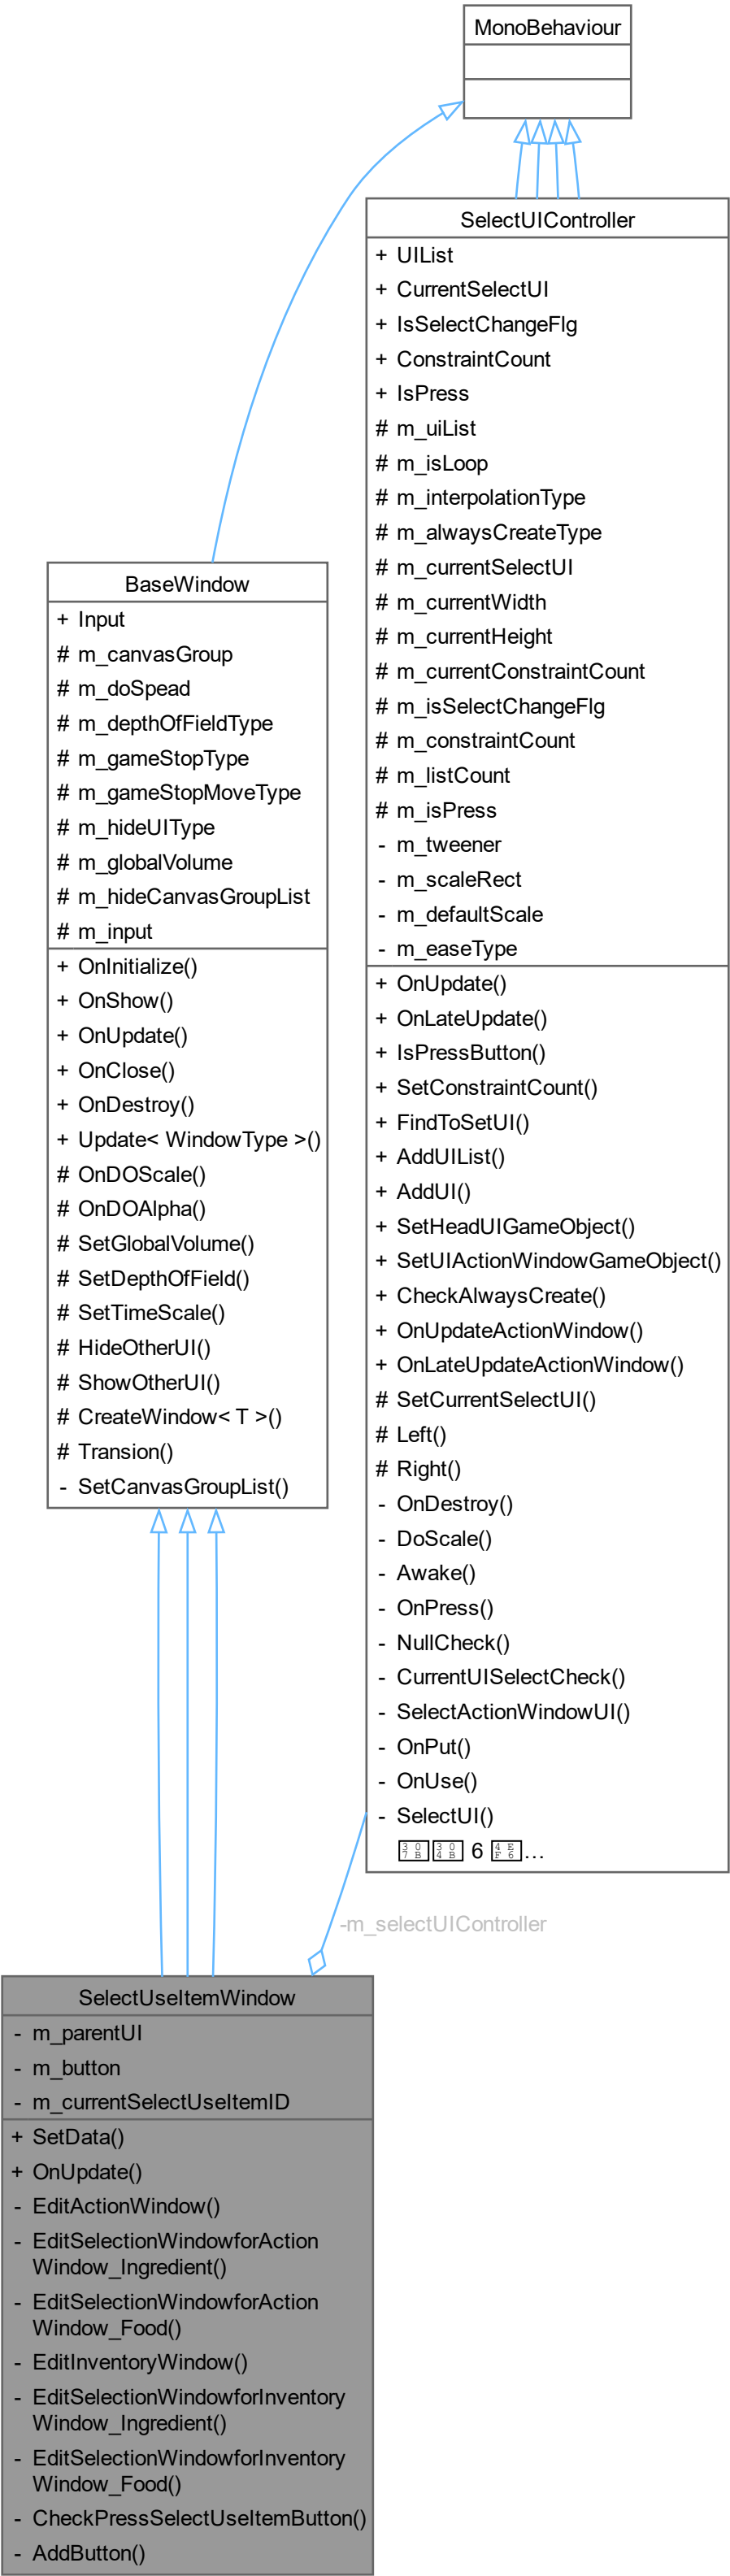 MonoBehaviour
SelectUIController
+ UIList
+ CurrentSelectUI
+ IsSelectChangeFlg
+ ConstraintCount
+ IsPress
# m_uiList
# m_isLoop
# m_interpolationType
# m_alwaysCreateType
# m_currentSelectUI
# m_currentWidth
# m_currentHeight
# m_currentConstraintCount
# m_isSelectChangeFlg
# m_constraintCount
# m_listCount
# m_isPress
- m_tweener
- m_scaleRect
- m_defaultScale
- m_easeType
+ OnUpdate()
+ OnLateUpdate()
+ IsPressButton()
+ SetConstraintCount()
+ FindToSetUI()
+ AddUIList()
+ AddUI()
+ SetHeadUIGameObject()
+ SetUIActionWindowGameObject()
+ CheckAlwaysCreate()
+ OnUpdateActionWindow()
+ OnLateUpdateActionWindow()
# SetCurrentSelectUI()
# Left()
# Right()
- OnDestroy()
- DoScale()
- Awake()
- OnPress()
- NullCheck()
- CurrentUISelectCheck()
- SelectActionWindowUI()
- OnPut()
- OnUse()
- SelectUI()
6 ...
BaseWindow
+ Input
# m_canvasGroup
# m_doSpead
# m_depthOfFieldType
# m_gameStopType
# m_gameStopMoveType
# m_hideUIType
# m_globalVolume
# m_hideCanvasGroupList
# m_input
+ OnInitialize()
+ OnShow()
+ OnUpdate()
+ OnClose()
+ OnDestroy()
+ Update< WindowType >()
# OnDOScale()
# OnDOAlpha()
# SetGlobalVolume()
# SetDepthOfField()
# SetTimeScale()
# HideOtherUI()
# ShowOtherUI()
# CreateWindow< T >()
# Transion()
- SetCanvasGroupList()
-m_selectUIController
SelectUseItemWindow
- m_parentUI
- m_button
- m_currentSelectUseItemID
+ SetData()
+ OnUpdate()
- EditActionWindow()
- EditSelectionWindowforAction
Window_Ingredient()
- EditSelectionWindowforAction
Window_Food()
- EditInventoryWindow()
- EditSelectionWindowforInventory
Window_Ingredient()
- EditSelectionWindowforInventory
Window_Food()
- CheckPressSelectUseItemButton()
- AddButton()